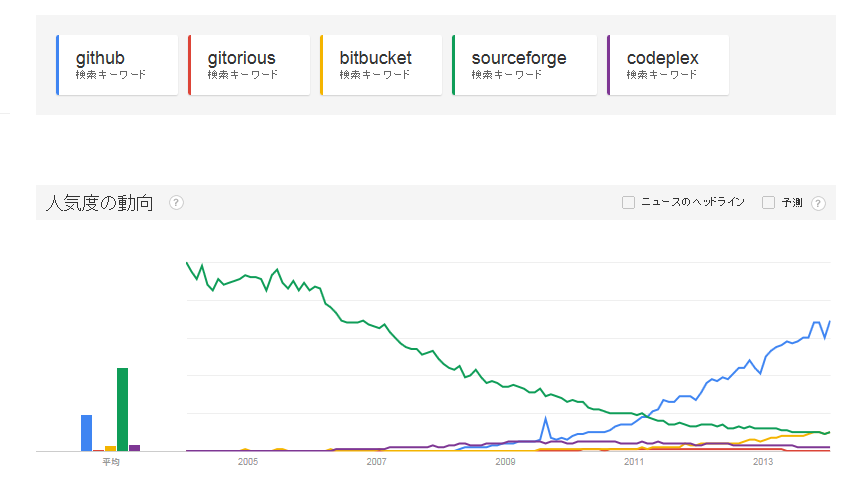 github
検索キーワード
gitorious
検索キーワード
bitbucket
検索キーワード
sourceforge
検索キーワード
codeplex
検索キーワード
人気度の動向 ?
ニュースのヘッドライン 予測 ?
平均 2005 2007 2009 2011 2013